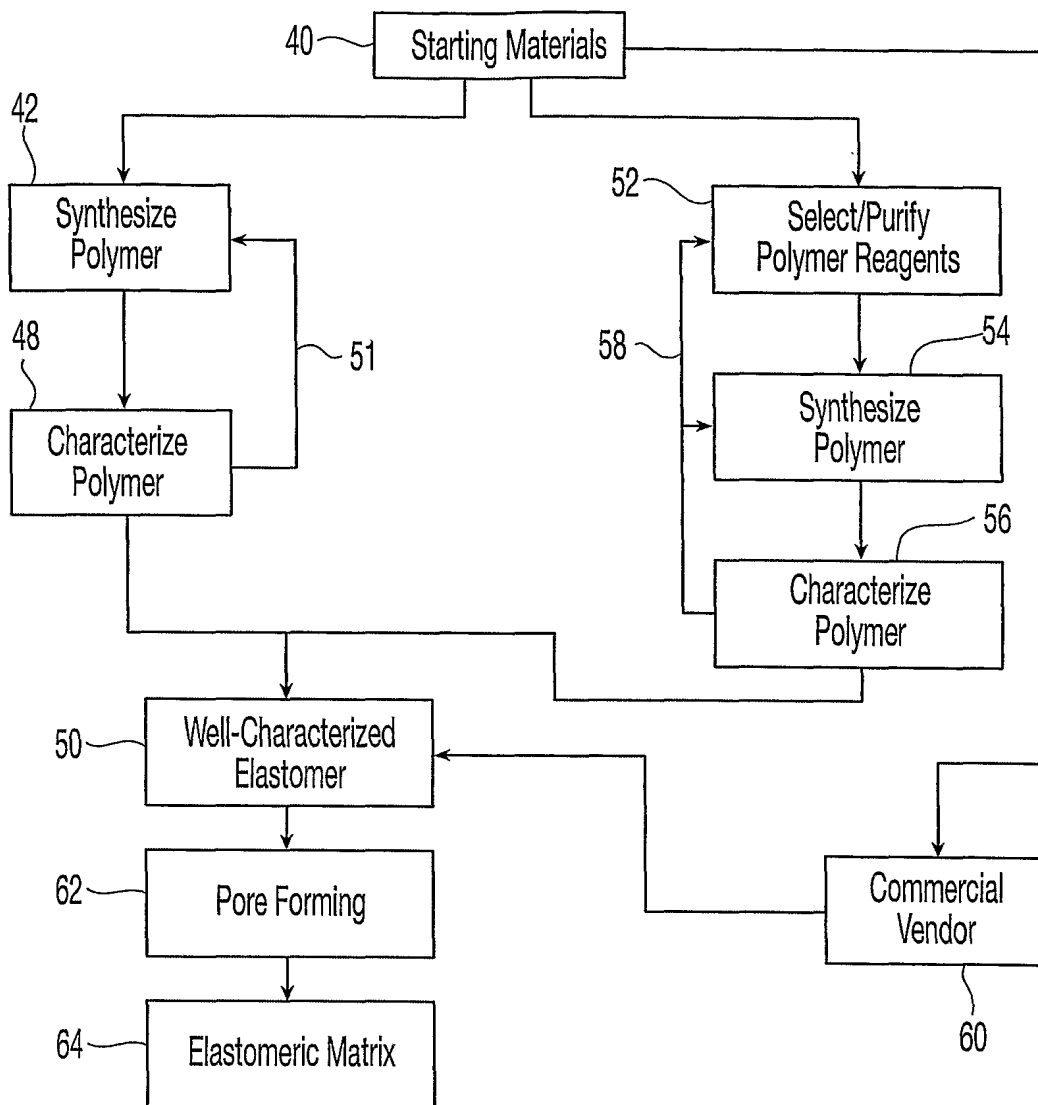 40
Starting Materials
42
Synthesize
Polymer
52
Select/Purify
Polymer Reagents
48
Characterize
Polymer
51
58
54
Synthesize
Polymer
56
Characterize
Polymer
50
Well-Characterized
Elastomer
62
Pore Forming
Commercial
Vendor
60
64
Elastomeric Matrix